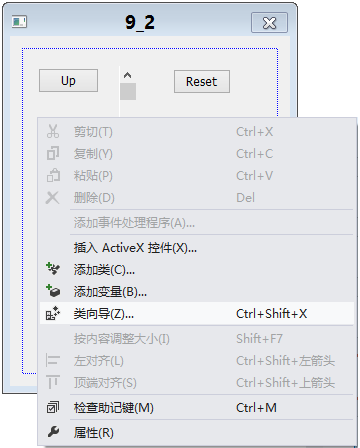 9_2
Up
Reset
剪切(T) Ctrl+X
复制(Y) Ctrl+C
粘贴(P) Ctrl+V
删除(D) Del
添加事件处理程序(A)...
插入 ActiveX 控件(X)...
添加类(C)...
添加变量(B)...
类向导(Z)... Ctrl+Shift+X
按内容调整大小(I) Shift+F7
左对齐(L) Ctrl+Shift+左箭头
顶端对齐(S) Ctrl+Shift+上箭头
检查助记键(M) Ctrl+M
属性(R)